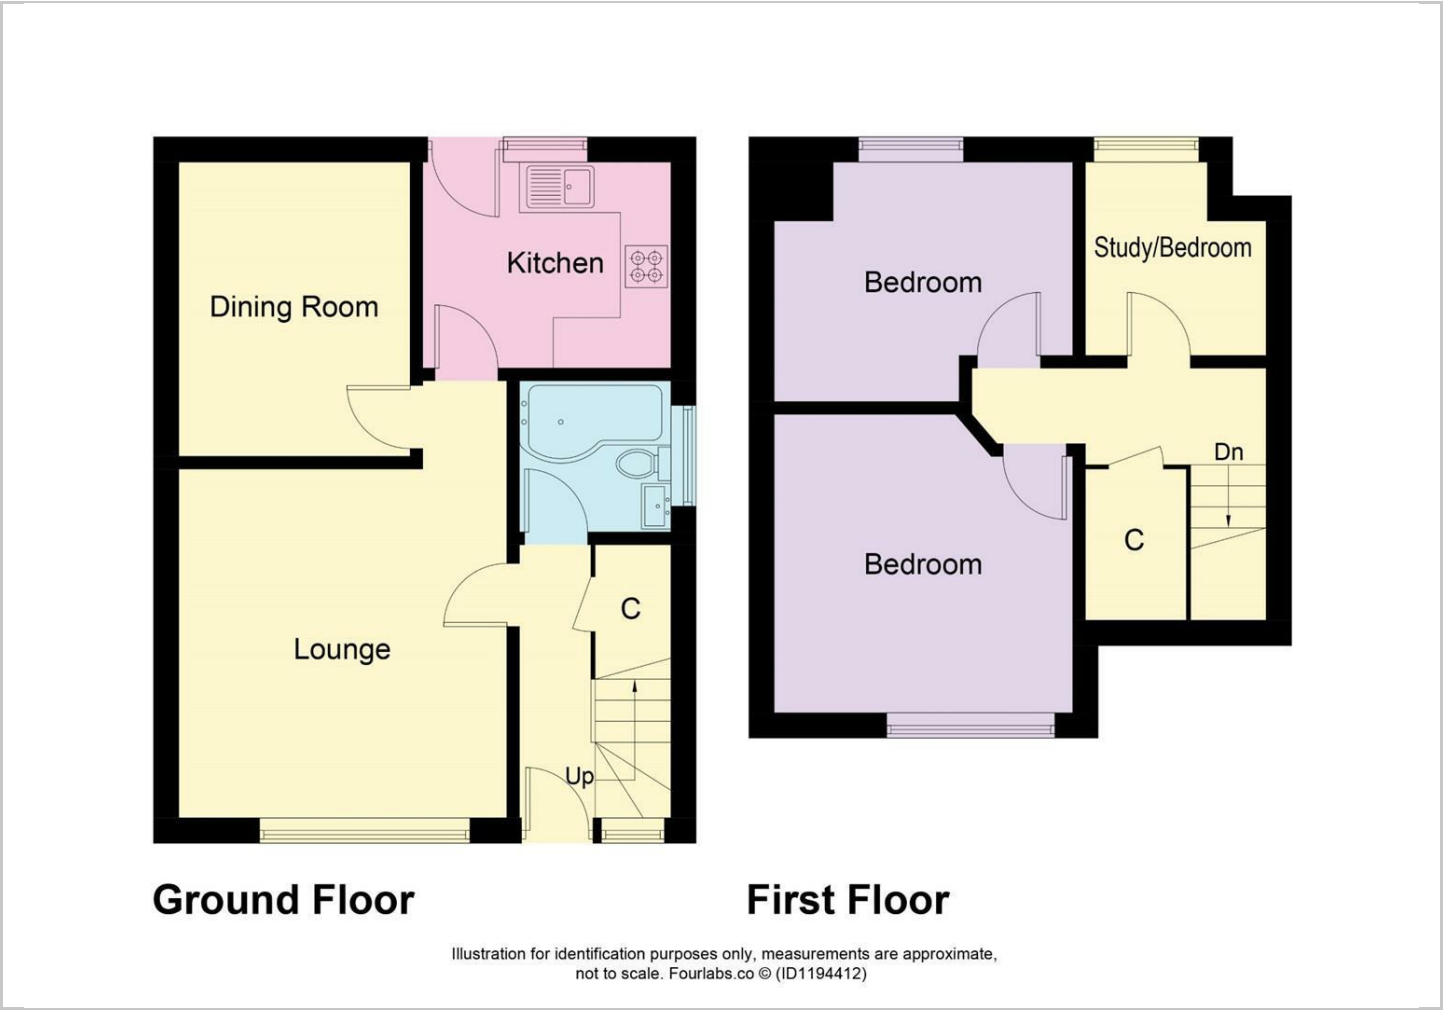 Dining Room
Kitchen
Lounge
C
Up
Bedroom
Study/Bedroom
Bedroom
Dn
C
Ground Floor
First Floor
Illustration for identification purposes only, measurements are approximate,
not to scale. Fourlabs.co © (ID1194412)